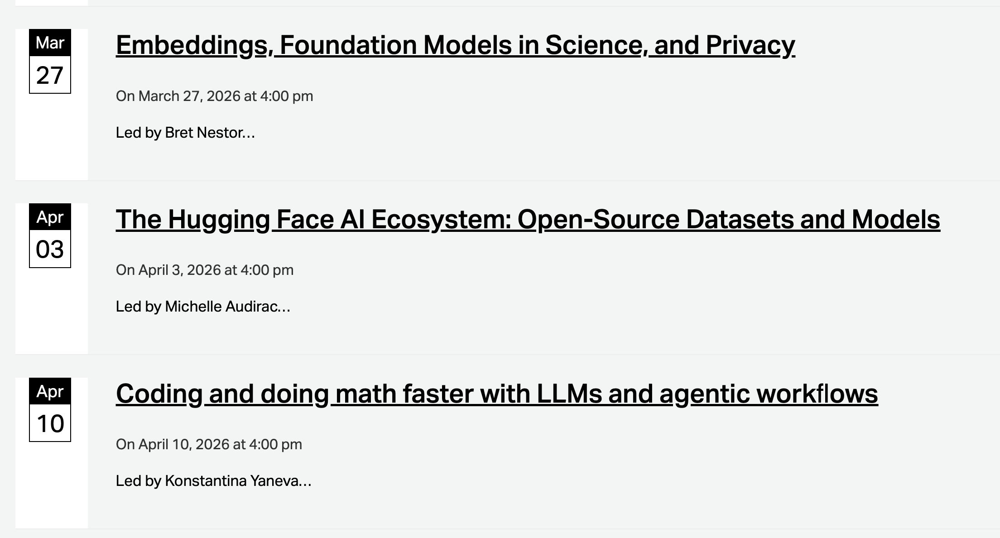 Mar
27
Embeddings, Foundation Models in Science, and Privacy
On March 27, 2026 at 4:00 pm
Led by Bret Nestor...
Apr
03
The Hugging Face AI Ecosystem: Open-Source Datasets and Models
On April 3, 2026 at 4:00 pm
Led by Michelle Audirac...
Apr
10
Coding and doing math faster with LLMs and agentic workflows
On April 10, 2026 at 4:00 pm
Led by Konstantina Yaneva...